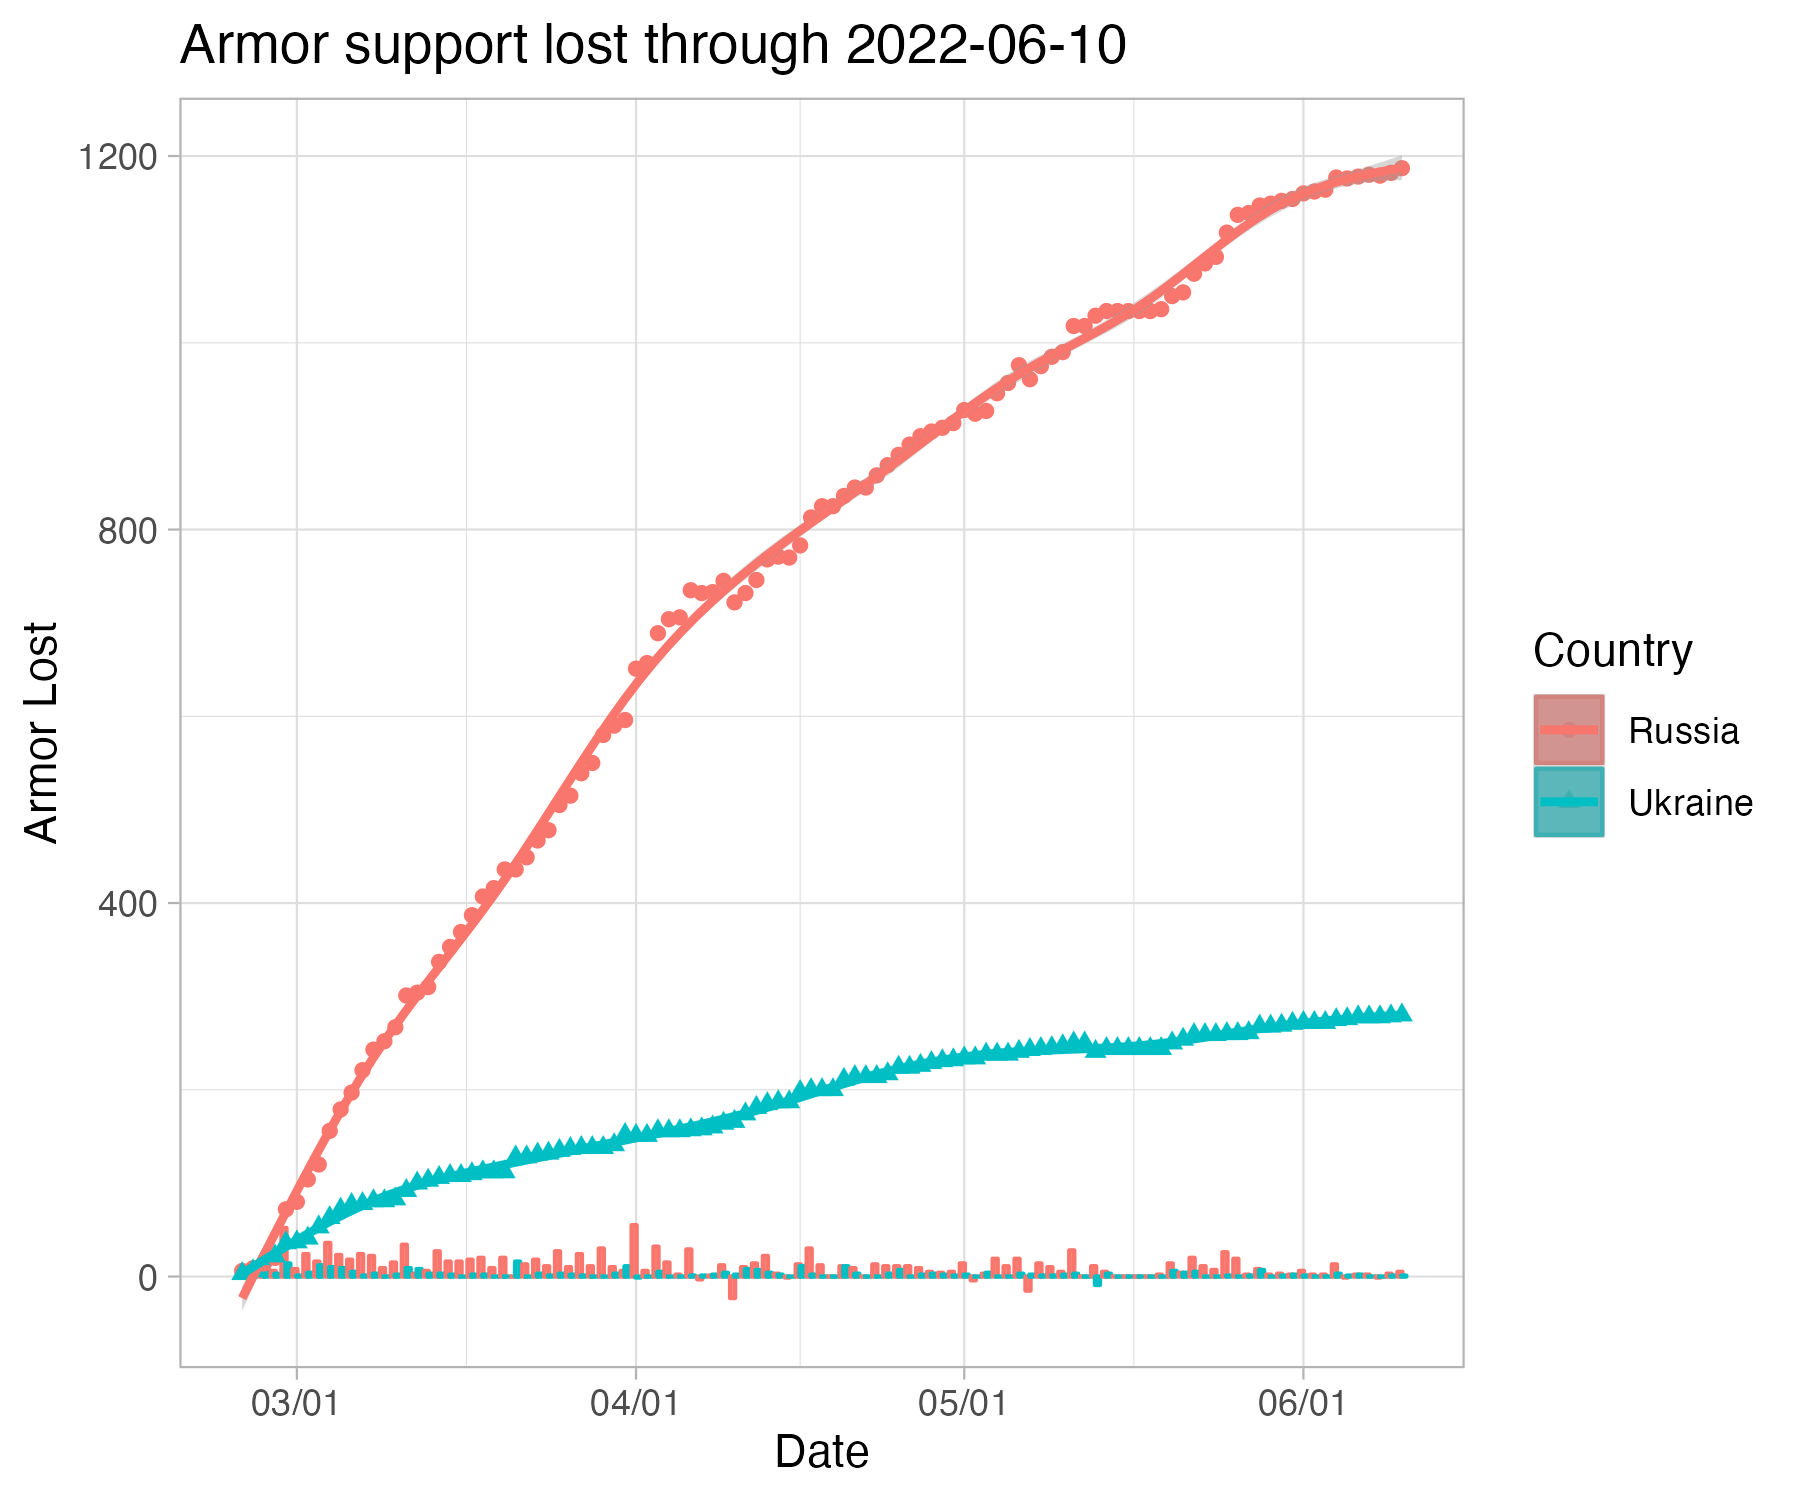 Armor support lost through 2022-06-10
1200
800
400
0
Armor Lost
03/01
04/01
05/01
06/01
Date
Country
Russia
Ukraine